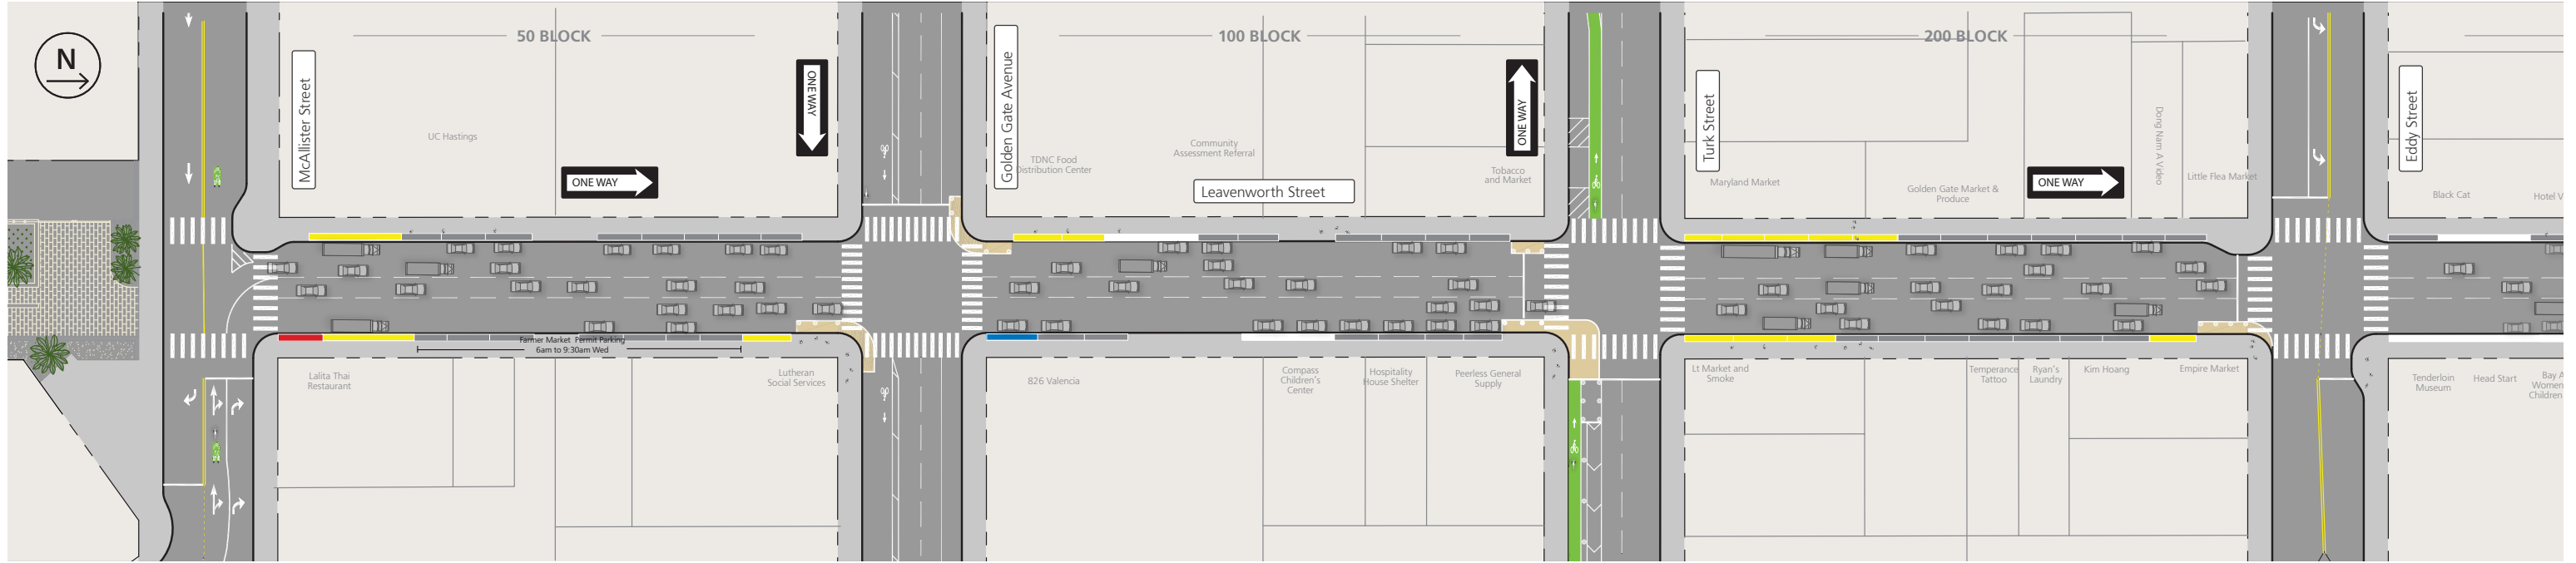 N
50 BLOCK
100 BLOCK
200 BLOCK
McAllister Street
UC Hastings
ONE WAY
ONE WAY
Golden Gate Avenue
TDNC Food
Distribution Center
Community
Assessment Referral
Leavenworth Street
ONE WAY
Tobacco
and Market
Turk Street
Maryland Market
Golden Gate Market &
Produce
ONE WAY
Dong Nam A Video
Little Flea Market
Eddy Street
Black Cat
Hotel V
Farmer Market Permit Parking
6am to 9:30am Wed
Lalita Thai
Restaurant
Lutheran
Social Services
826 Valencia
Compass
Children's
Center
Hospitality
House Shelter
Peerless General
Supply
Lt Market and
Smoke
Temperance
Tattoo
Ryan's
Laundry
Kim Hoang
Empire Market
Tenderloin
Museum
Head Start
Bay A
Women
Children